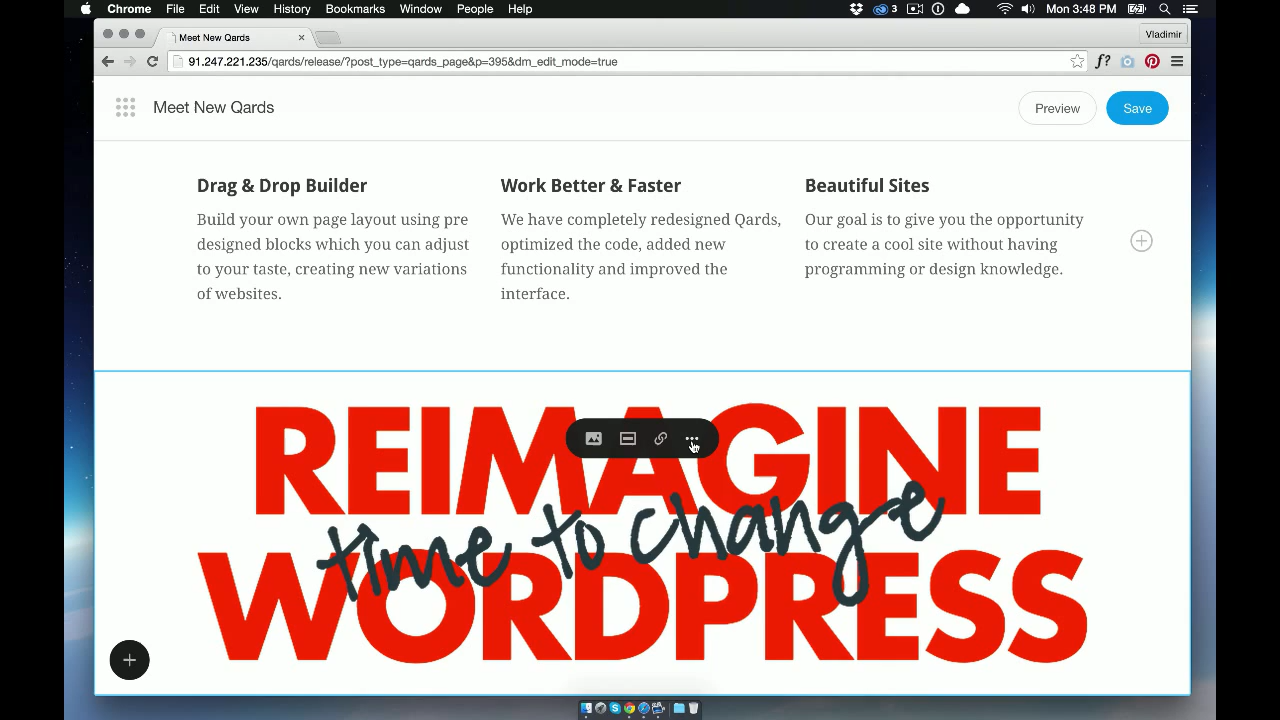 Chrome File Edit View History Bookmarks Window People Help 3 Mon 3:48 PM
Meet New Qards Vladimir
91.247.221.235/qards/release/?post_type=qards_page&p=395&dm_edit_mode=true f?
Meet New Qards Preview Save
Drag & Drop Builder
Build your own page layout using pre
designed blocks which you can adjust
to your taste, creating new variations
of websites.
Work Better & Faster
We have completely redesigned Qards,
optimized the code, added new
functionality and improved the
interface.
Beautiful Sites
Our goal is to give you the opportunity
to create a cool site without having
programming or design knowledge.
REIMAGINE
time to change
WORDPRESS